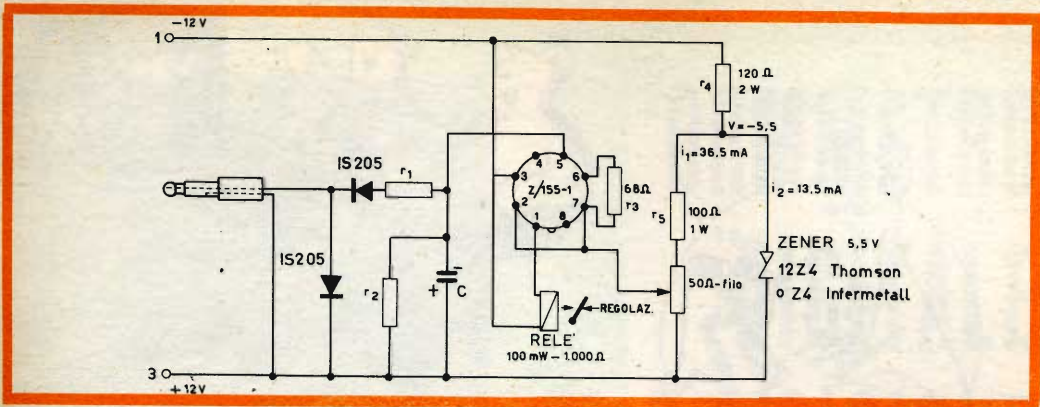 −12 V
1
120 Ω
2 W
r4
V=−5,5
i1=36,5 mA
IS205
r1
4 5
3 6
Z/155-1
2 7
1 8
68Ω
r3
i2=13,5 mA
r5
100Ω
1 W
ZENER 5,5 V
12Z4 Thomson
o Z4 Intermetall
IS205
r2
−
+ C
50Ω-filo
REGOLAZ.
RELE'
100 mW − 1.000 Ω
3
+12V